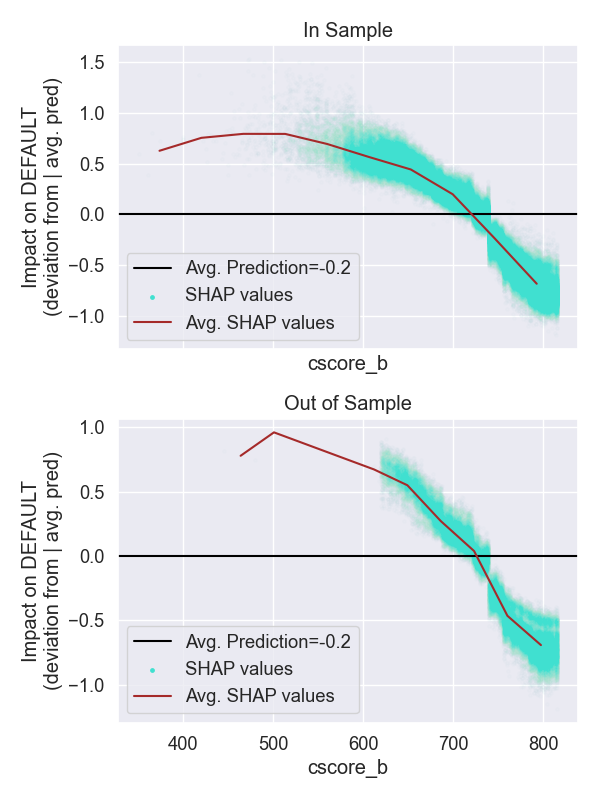 In Sample
Impact on DEFAULT
(deviation from | avg. pred)
1.5
1.0
0.5
0.0
−0.5
−1.0
Avg. Prediction=-0.2
SHAP values
Avg. SHAP values
cscore_b
Out of Sample
Impact on DEFAULT
(deviation from | avg. pred)
1.0
0.5
0.0
−0.5
−1.0
Avg. Prediction=-0.2
SHAP values
Avg. SHAP values
400 500 600 700 800
cscore_b